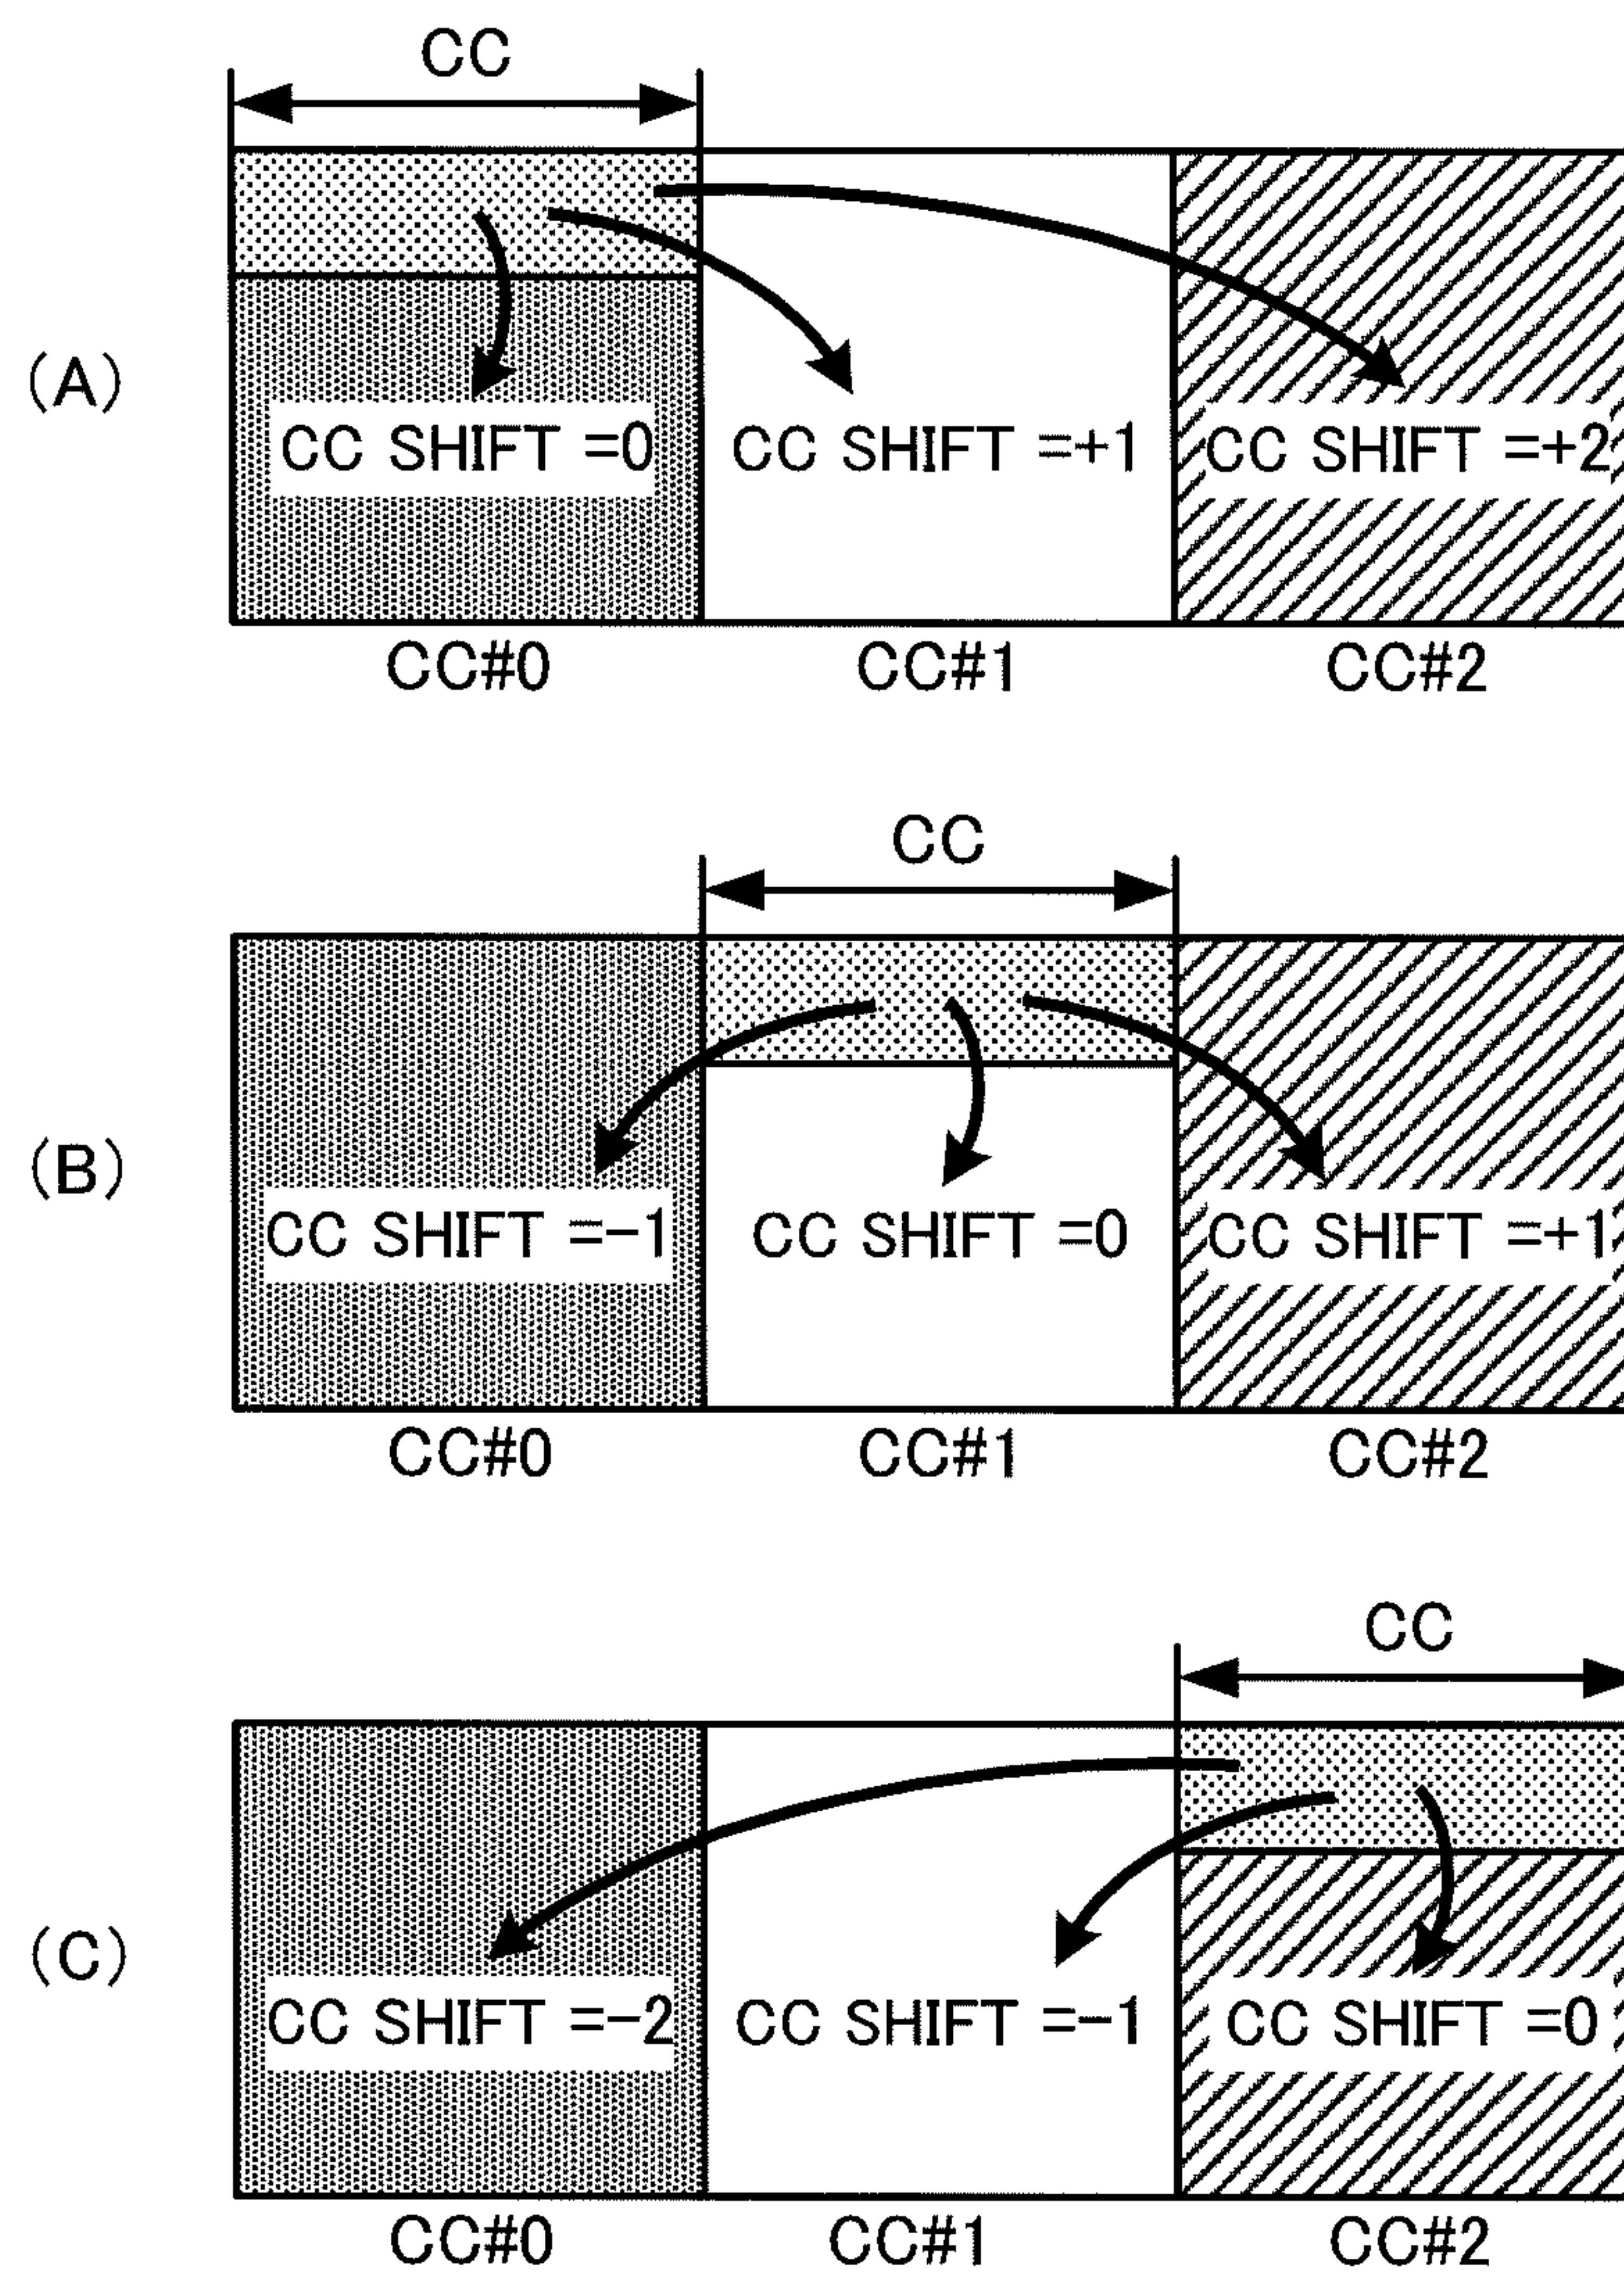 CC
(A)
CC SHIFT =0
CC SHIFT =+1
CC SHIFT =+2
CC#0
CC#1
CC#2
CC
(B)
CC SHIFT =-1
CC SHIFT =0
CC SHIFT =+1
CC#0
CC#1
CC#2
CC
(C)
CC SHIFT =-2
CC SHIFT =-1
CC SHIFT =0
CC#0
CC#1
CC#2